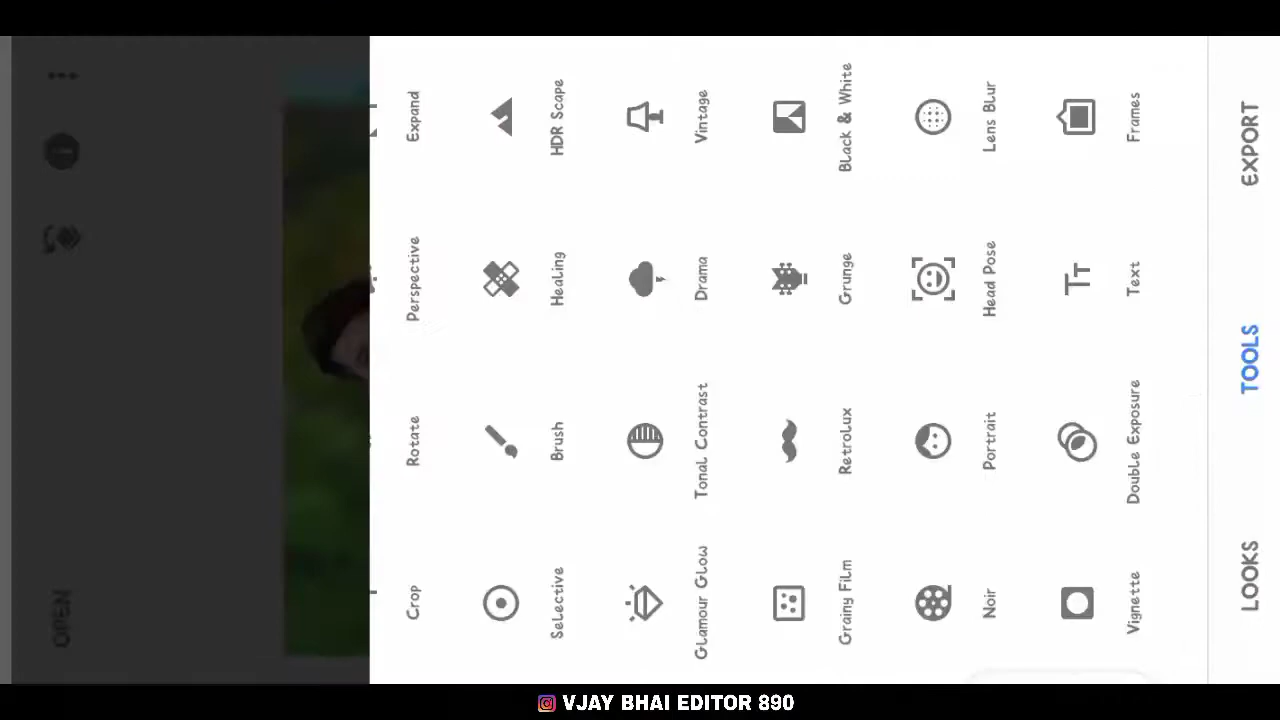 OPEN
Crop
Rotate
Perspective
Expand
Selective
Brush
Healing
HDR Scape
Glamour Glow
Tonal Contrast
Drama
Vintage
Grainy Film
Retrolux
Grunge
Black & White
Noir
Portrait
Head Pose
Lens Blur
Vignette
Double Exposure
Text
Frames
LOOKS
TOOLS
EXPORT
VJAY BHAI EDITOR 890